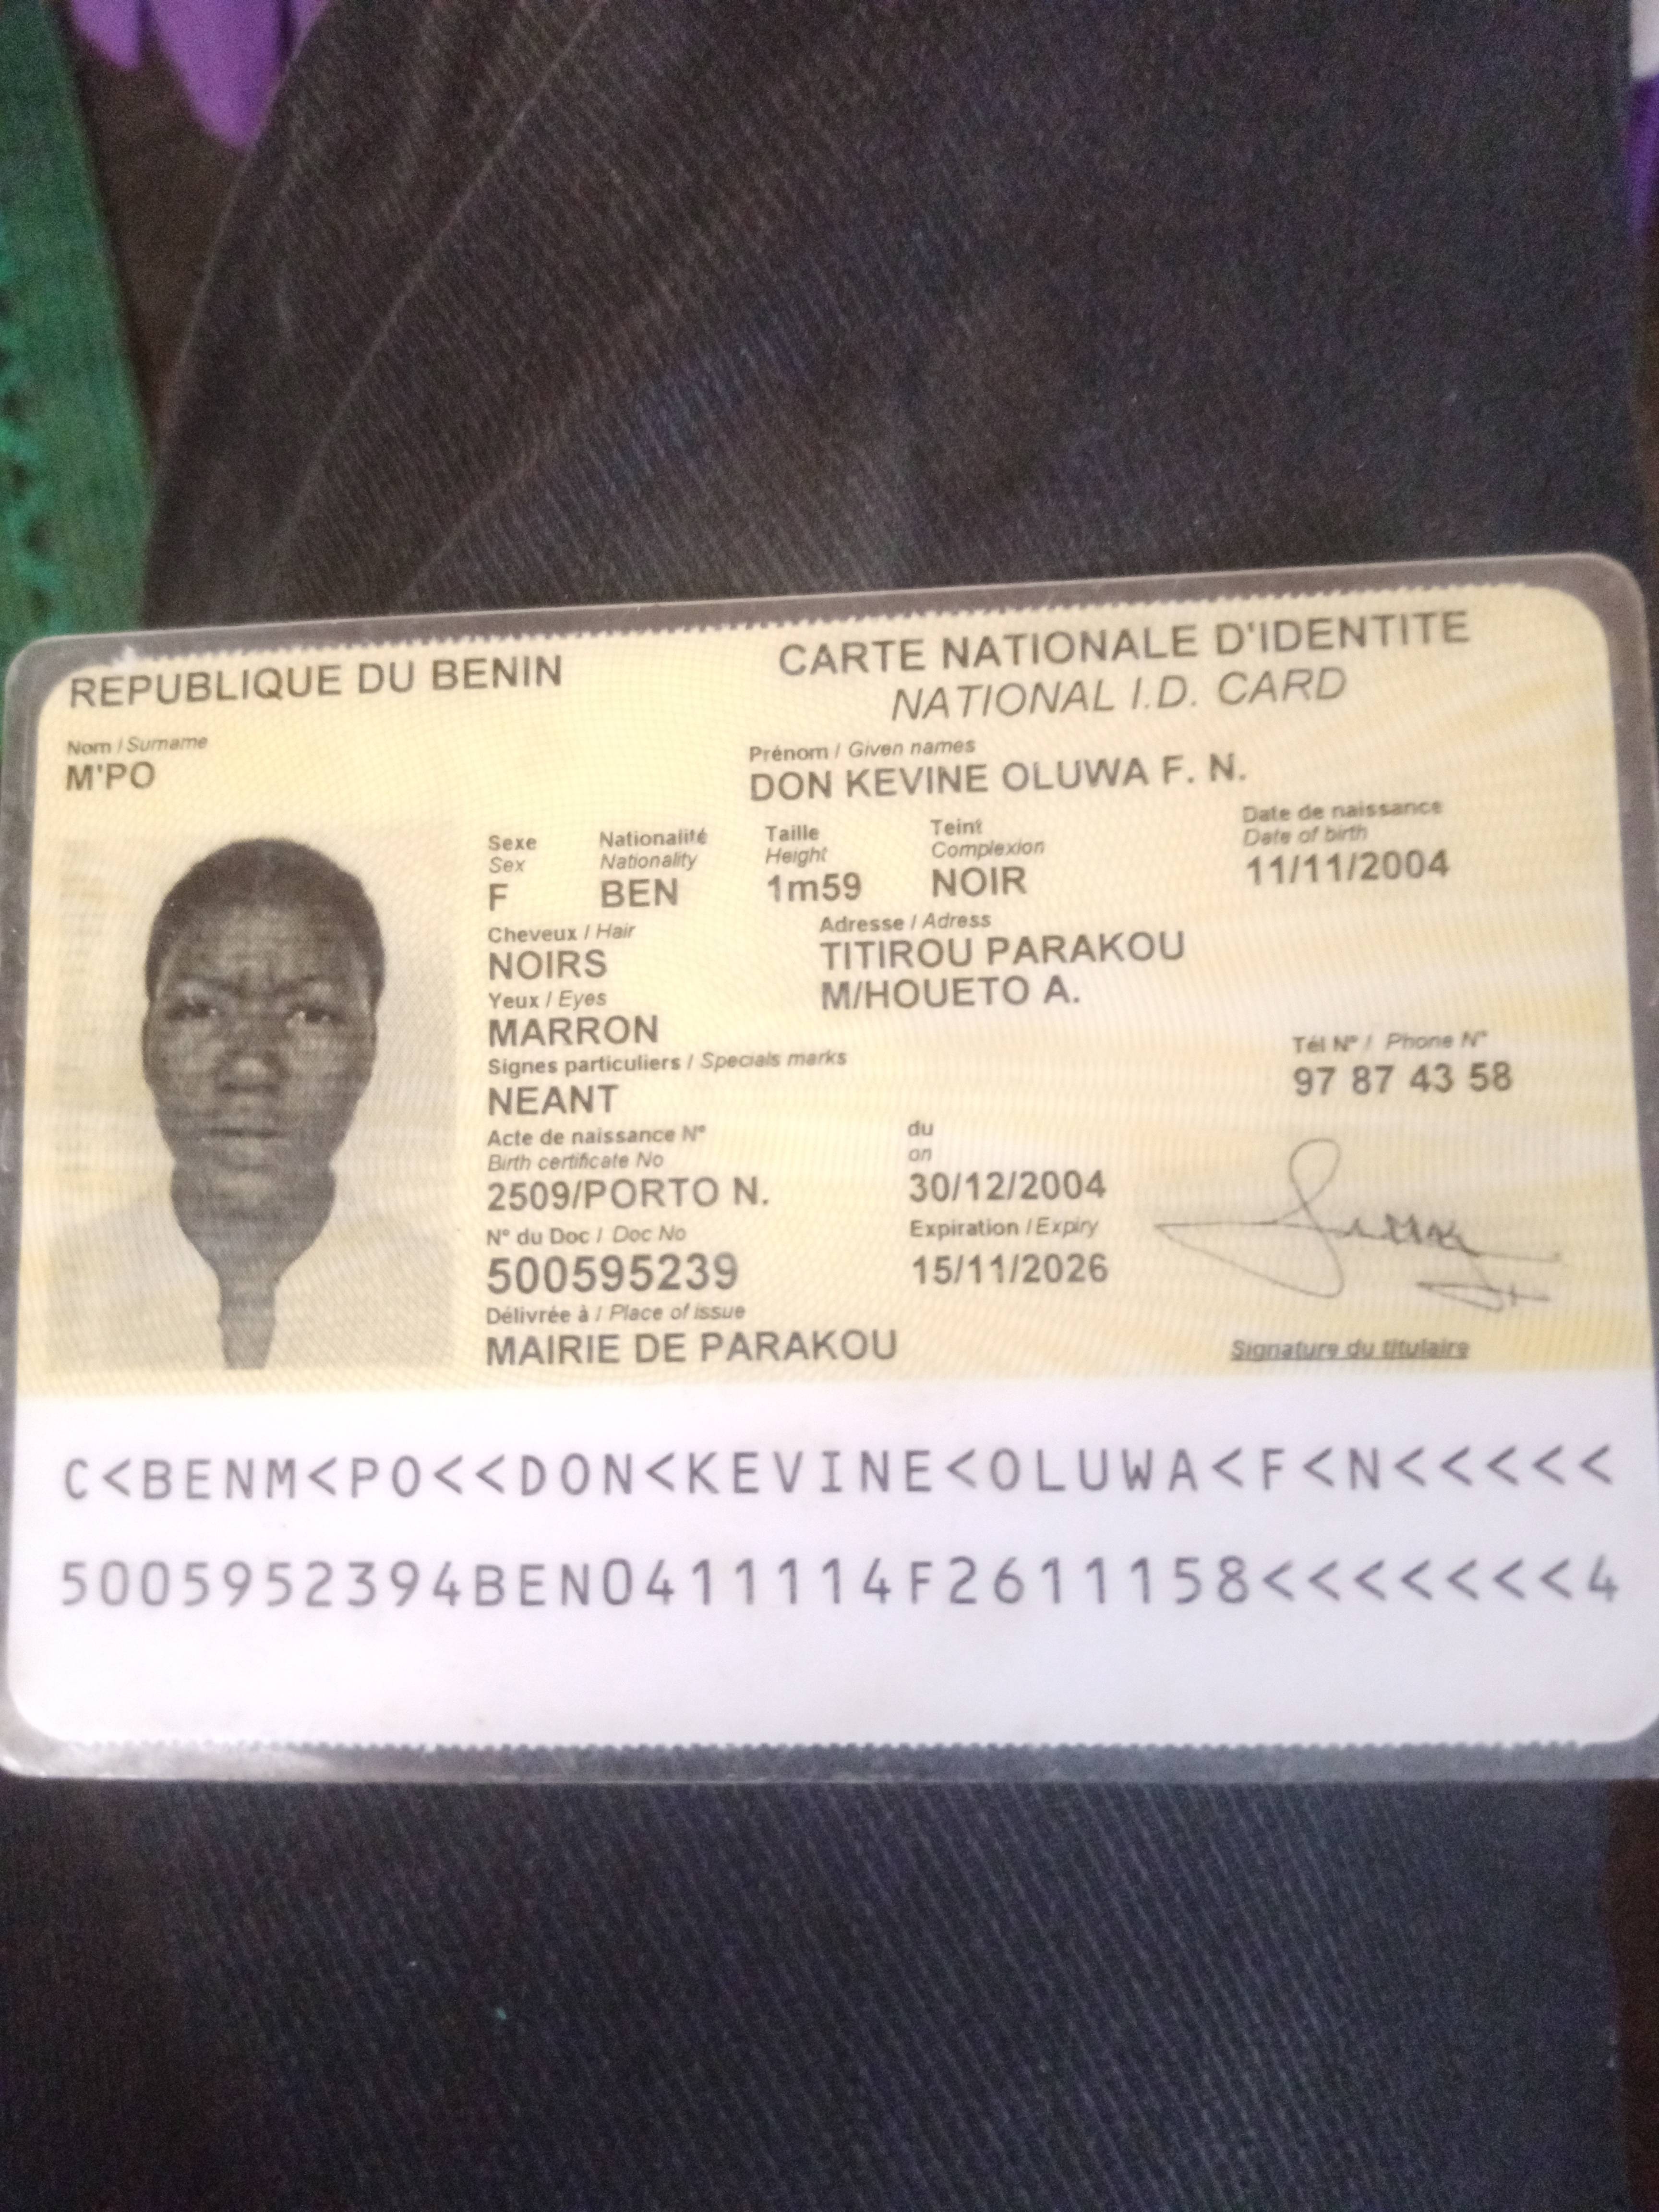 REPUBLIQUE DU BENIN
CARTE NATIONALE D'IDENTITE
NATIONAL I.D. CARD
Nom / Surname
M'PO
Prénom / Given names
DON KEVINE OLUWA F. N.
Sexe Nationalité Taille Teint Date de naissance
Sex Nationality Height Complexion Date of birth
F BEN 1m59 NOIR 11/11/2004
Cheveux / Hair Adresse / Adress
NOIRS TITIROU PARAKOU
Yeux / Eyes M/HOUETO A.
MARRON
Signes particuliers / Specials marks Tél N° / Phone N°
NEANT 97 87 43 58
Acte de naissance N° du
Birth certificate No on
2509/PORTO N. 30/12/2004
N° du Doc / Doc No Expiration / Expiry
500595239 15/11/2026
Délivrée à / Place of issue
MAIRIE DE PARAKOU Signature du titulaire
C<BENM<PO<<DON<KEVINE<OLUWA<F<N<<<<<
5005952394BEN0411114F2611158<<<<<<<4